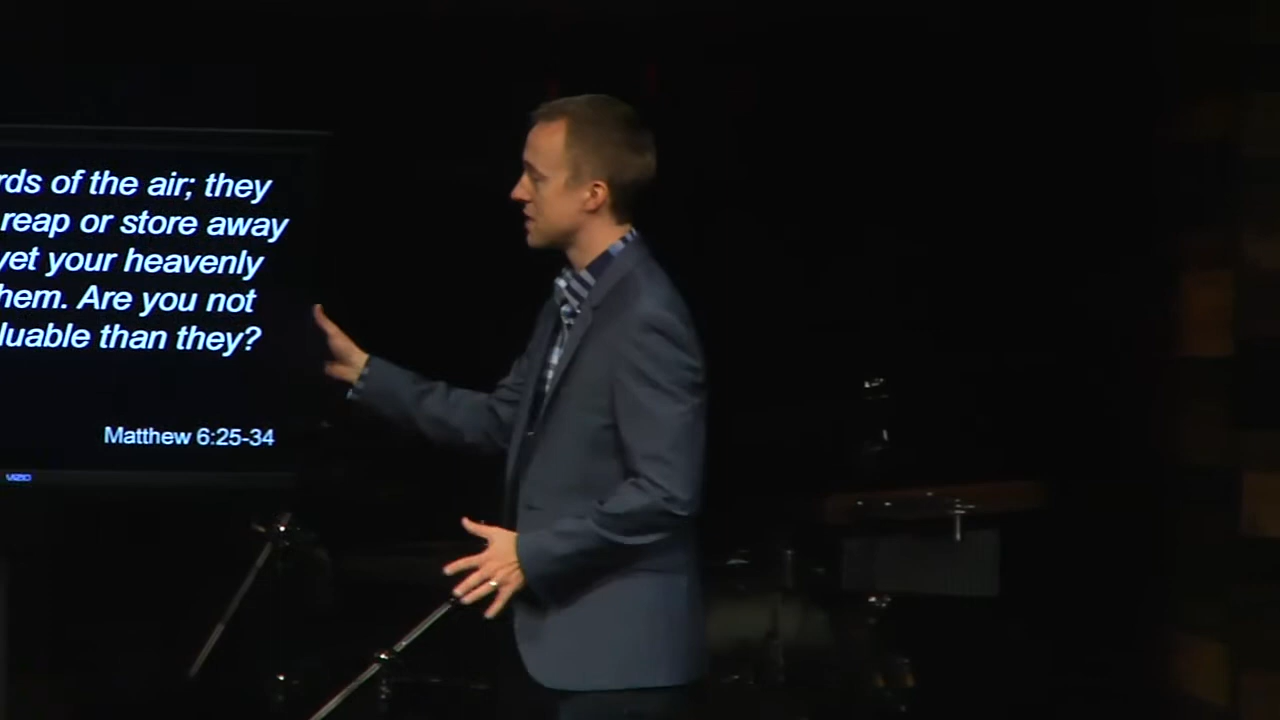 rds of the air; they
reap or store away
yet your heavenly
hem. Are you not
luable than they?
Matthew 6:25-34
VIZIO